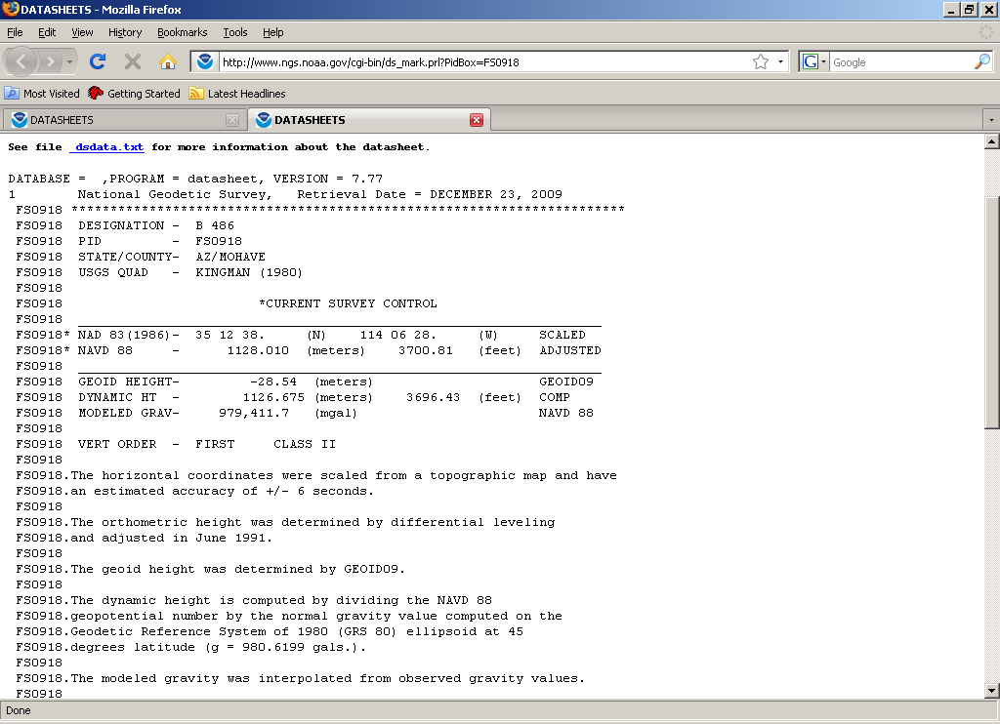 DATASHEETS - Mozilla Firefox
File Edit View History Bookmarks Tools Help
http://www.ngs.noaa.gov/cgi-bin/ds_mark.prl?PidBox=FS0918
G Google
Most Visited Getting Started Latest Headlines
DATASHEETS DATASHEETS
See file dsdata.txt for more information about the datasheet.
DATABASE =  ,PROGRAM = datasheet, VERSION = 7.77
1        National Geodetic Survey,   Retrieval Date = DECEMBER 23, 2009
FS0918 ***********************************************************************
FS0918  DESIGNATION -  B 486
FS0918  PID         -  FS0918
FS0918  STATE/COUNTY-  AZ/MOHAVE
FS0918  USGS QUAD   -  KINGMAN (1980)
FS0918
FS0918                         *CURRENT SURVEY CONTROL
FS0918
FS0918* NAD 83(1986)-  35 12 38.     (N)    114 06 28.     (W)     SCALED
FS0918* NAVD 88     -      1128.010  (meters)    3700.81   (feet)  ADJUSTED
FS0918
FS0918  GEOID HEIGHT-        -28.54  (meters)                     GEOID09
FS0918  DYNAMIC HT  -       1126.675 (meters)    3696.43  (feet)  COMP
FS0918  MODELED GRAV-    979,411.7   (mgal)                       NAVD 88
FS0918
FS0918  VERT ORDER  -  FIRST     CLASS II
FS0918
FS0918.The horizontal coordinates were scaled from a topographic map and have
FS0918.an estimated accuracy of +/- 6 seconds.
FS0918
FS0918.The orthometric height was determined by differential leveling
FS0918.and adjusted in June 1991.
FS0918
FS0918.The geoid height was determined by GEOID09.
FS0918
FS0918.The dynamic height is computed by dividing the NAVD 88
FS0918.geopotential number by the normal gravity value computed on the
FS0918.Geodetic Reference System of 1980 (GRS 80) ellipsoid at 45
FS0918.degrees latitude (g = 980.6199 gals.).
FS0918
FS0918.The modeled gravity was interpolated from observed gravity values.
FS0918
Done